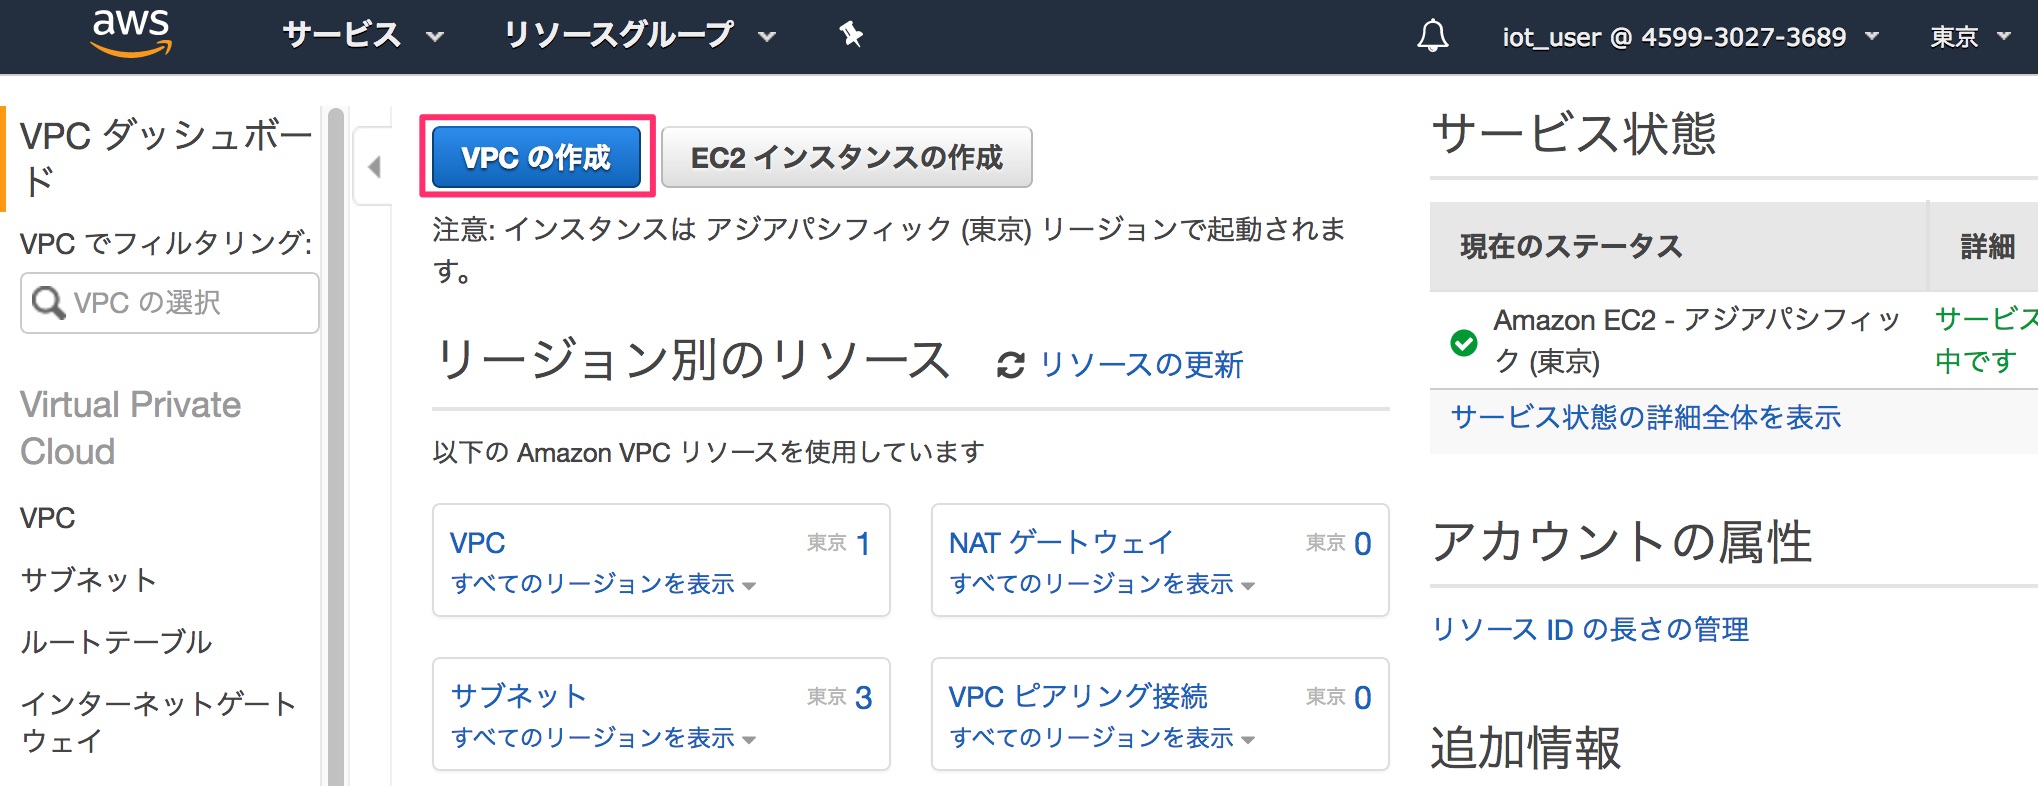 aws
サービス
リソースグループ
iot_user @ 4599-3027-3689
東京
VPC ダッシュボー
ド
VPC でフィルタリング:
VPC の選択
Virtual Private
Cloud
VPC
サブネット
ルートテーブル
インターネットゲート
ウェイ
VPC の作成
EC2 インスタンスの作成
注意: インスタンスは アジアパシフィック (東京) リージョンで起動されま
す。
リージョン別のリソース
リソースの更新
以下の Amazon VPC リソースを使用しています
VPC 東京 1
すべてのリージョンを表示
NAT ゲートウェイ 東京 0
すべてのリージョンを表示
サブネット 東京 3
すべてのリージョンを表示
VPC ピアリング接続 東京 0
すべてのリージョンを表示
サービス状態
現在のステータス 詳細
Amazon EC2 - アジアパシフィッ
ク (東京)
サービス
中です
サービス状態の詳細全体を表示
アカウントの属性
リソース ID の長さの管理
追加情報